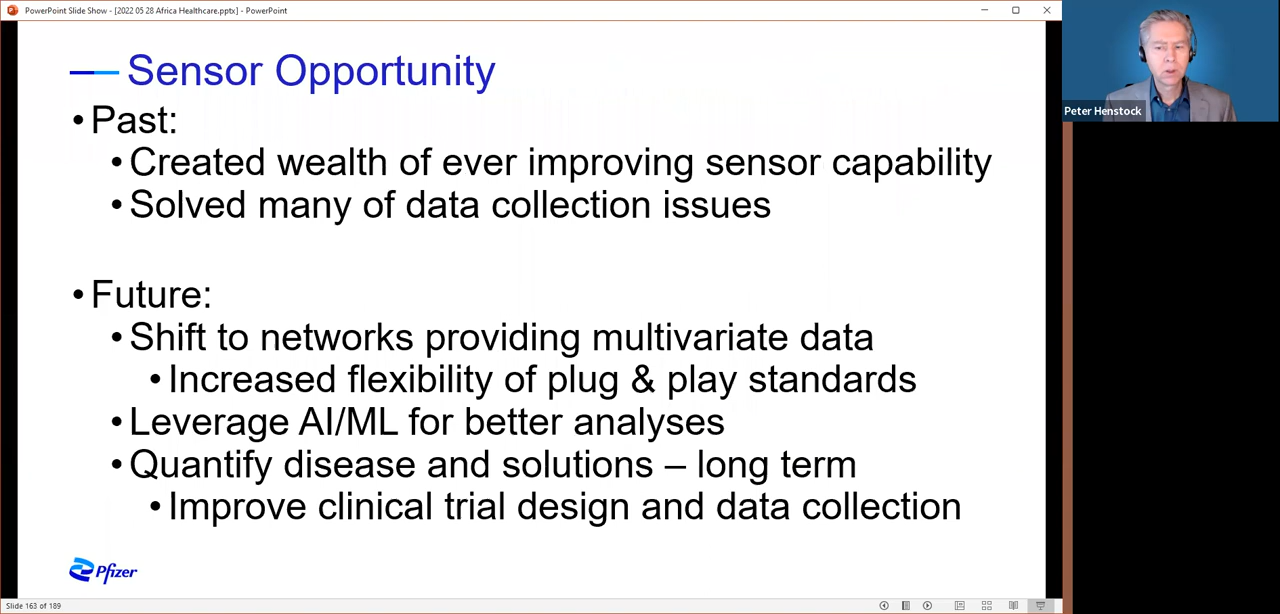 PowerPoint Slide Show - [2022 05 28 Africa Healthcare.pptx] - PowerPoint
Sensor Opportunity
• Past:
• Created wealth of ever improving sensor capability
• Solved many of data collection issues
• Future:
• Shift to networks providing multivariate data
• Increased flexibility of plug & play standards
• Leverage AI/ML for better analyses
• Quantify disease and solutions – long term
• Improve clinical trial design and data collection
Pfizer
Slide 163 of 189
Peter Henstock